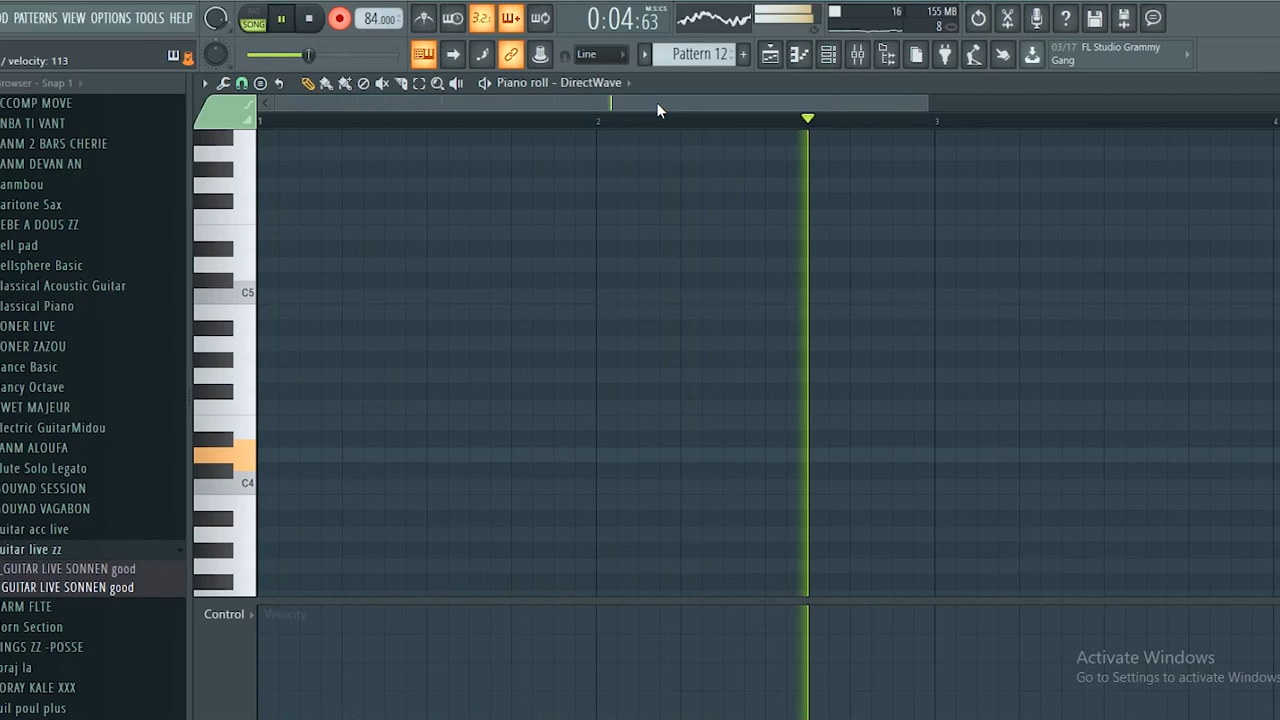 D PATTERNS VIEW OPTIONS TOOLS HELP
SONG
84.000
3.2.
0:04:63
M:S:CS
16
155 MB
8
/ velocity: 113
Line
Pattern 12
03/17 FL Studio Grammy
Gang
rowser - Snap 1
Piano roll - DirectWave
1
2
3
4
CCOMP MOVE
NBA TI VANT
ANM 2 BARS CHERIE
ANM DEVAN AN
anmbou
aritone Sax
EBE A DOUS ZZ
ell pad
ellsphere Basic
lassical Acoustic Guitar
lassical Piano
ONER LIVE
ONER ZAZOU
ance Basic
ancy Octave
WET MAJEUR
lectric GuitarMidou
ANM ALOUFA
lute Solo Legato
OUYAD SESSION
OUYAD VAGABON
uitar acc live
uitar live zz
_GUITAR LIVE SONNEN good
GUITAR LIVE SONNEN good
ARM FLTE
orn Section
INGS ZZ -POSSE
oraj la
ORAY KALE XXX
uil poul plus
C5
C4
Control
Velocity
Activate Windows
Go to Settings to activate Windows